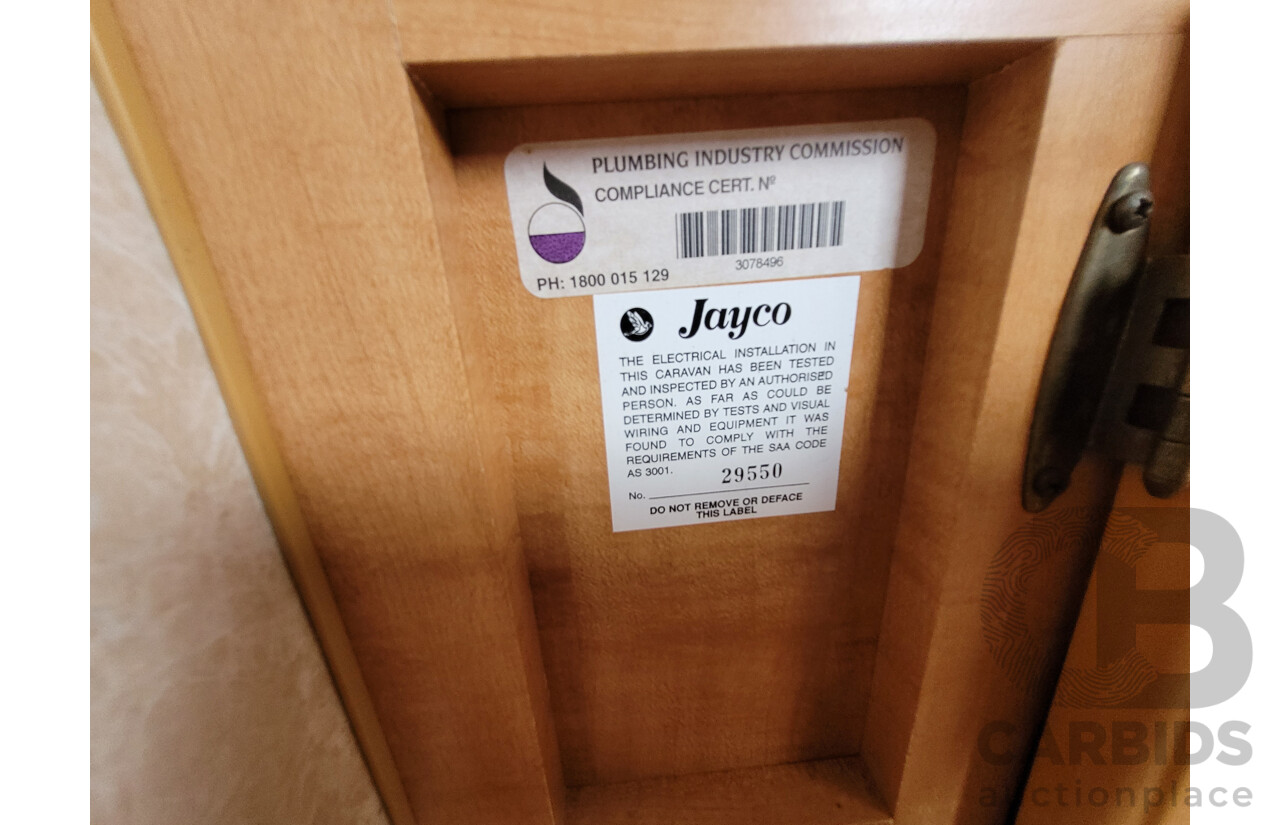 PLUMBING INDUSTRY COMMISSION
COMPLIANCE CERT. Nº
3078496
PH: 1800 015 129
Jayco
THE ELECTRICAL INSTALLATION IN
THIS CARAVAN HAS BEEN TESTED
AND INSPECTED BY AN AUTHORISED
PERSON. AS FAR AS COULD BE
DETERMINED BY TESTS AND VISUAL
WIRING AND EQUIPMENT IT WAS
FOUND TO COMPLY WITH THE
REQUIREMENTS OF THE SAA CODE
AS 3001.
29550
No.
DO NOT REMOVE OR DEFACE
THIS LABEL
CB
CARBIDS
auctionplace